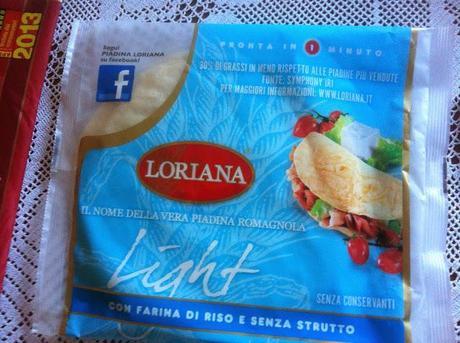 2013
Segui
PIADINA LORIANA
su facebook!
f
PRONTA IN 1 MINUTO
30% DI GRASSI IN MENO RISPETTO ALLE PIADINE PIÙ VENDUTE
FONTE: SYMPHONY IRI
PER MAGGIORI INFORMAZIONI: WWW.LORIANA.IT
LORIANA
IL NOME DELLA VERA PIADINA ROMAGNOLA
Light
SENZA CONSERVANTI
CON FARINA DI RISO E SENZA STRUTTO